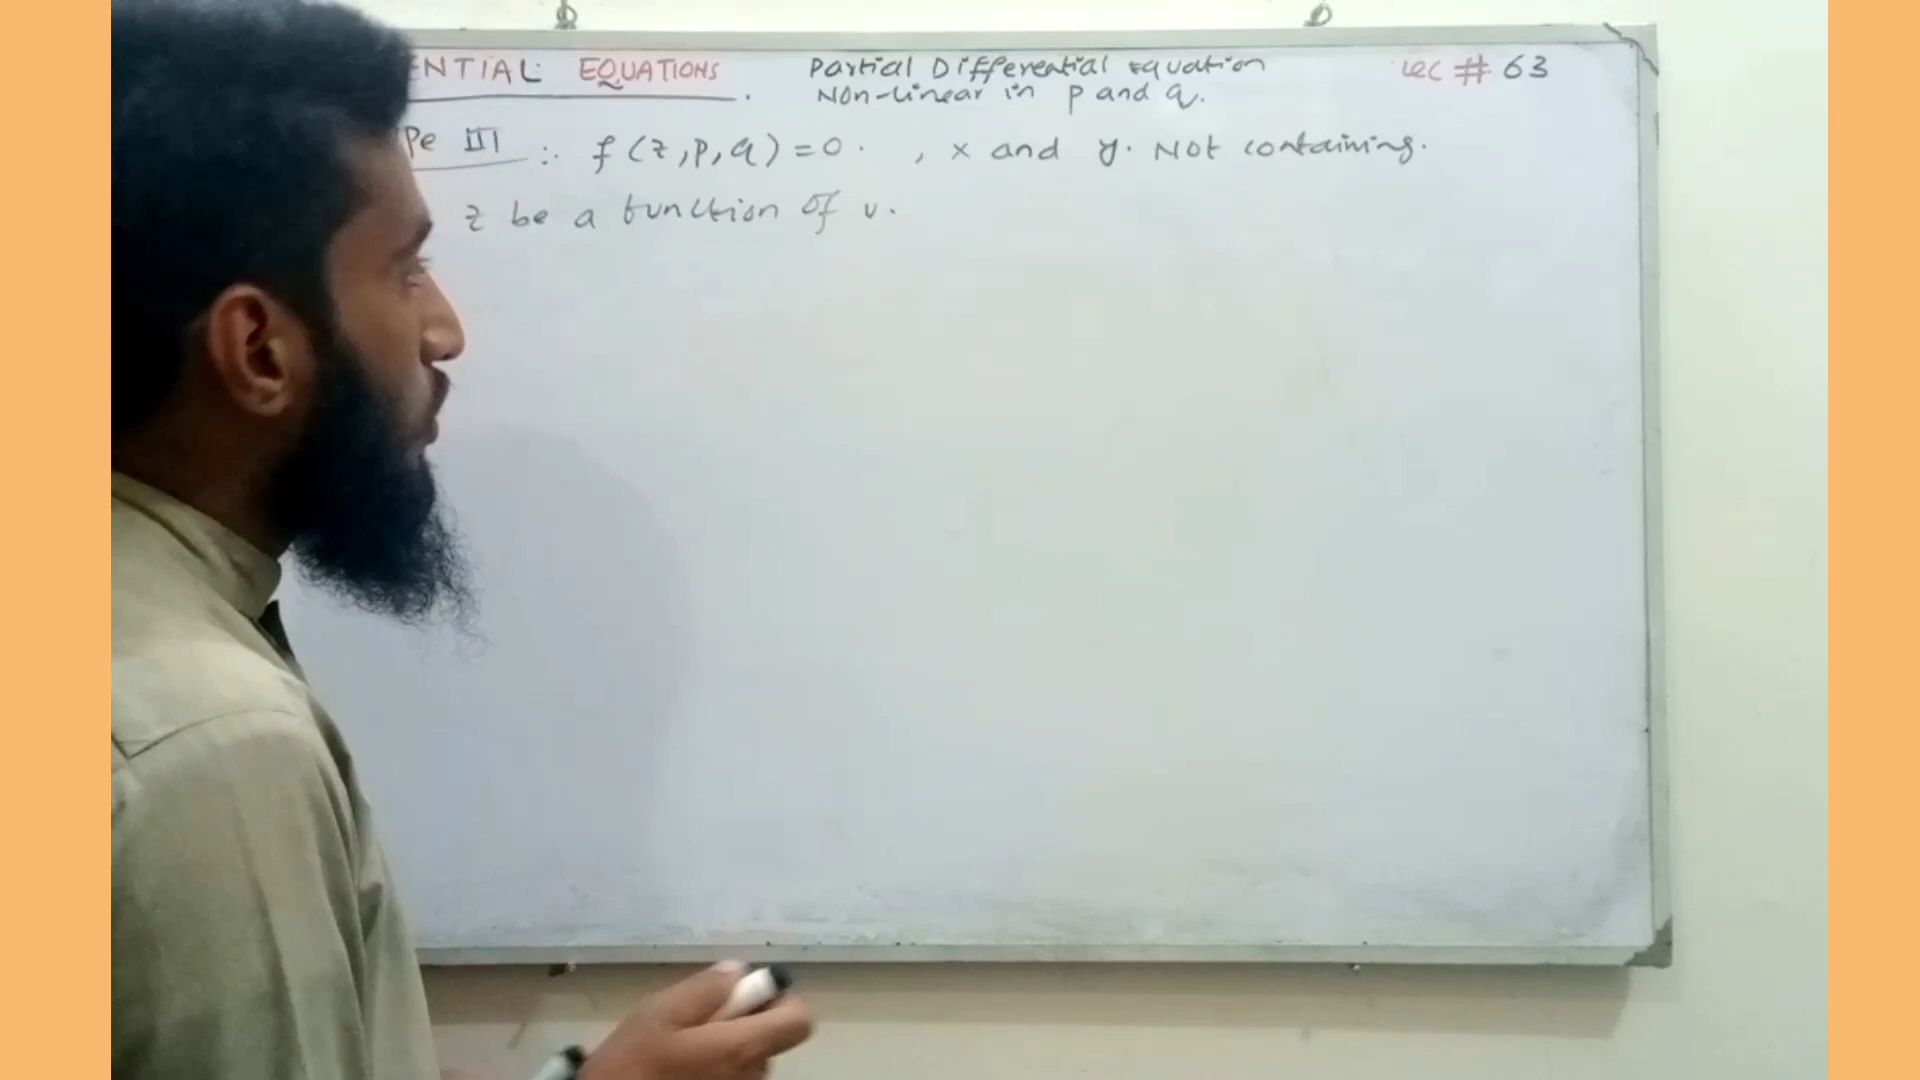 ENTIAL EQUATIONS.
Partial Differential Equation
Non-linear in p and q.
Lec # 63
Pe III :. f(z,p,q)=0. , x and y. Not containing.
z be a function of u.